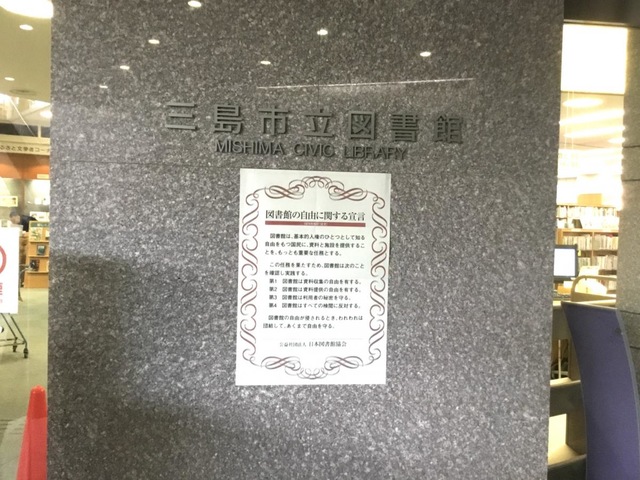 三島市立図書館
MISHIMA CIVIC LIBRARY
図書館の自由に関する宣言
図書館は、基本的人権のひとつとして知る
自由をもつ国民に、資料と施設を提供するこ
とを、もっとも重要な任務とする。
この任務を果たすため、図書館は次のこと
を確認し実践する。
第1 図書館は資料収集の自由を有する。
第2 図書館は資料提供の自由を有する。
第3 図書館は利用者の秘密を守る。
第4 図書館はすべての検閲に反対する。
図書館の自由が侵されるとき、われわれは
団結して、あくまで自由を守る。
公益社団法人 日本図書館協会